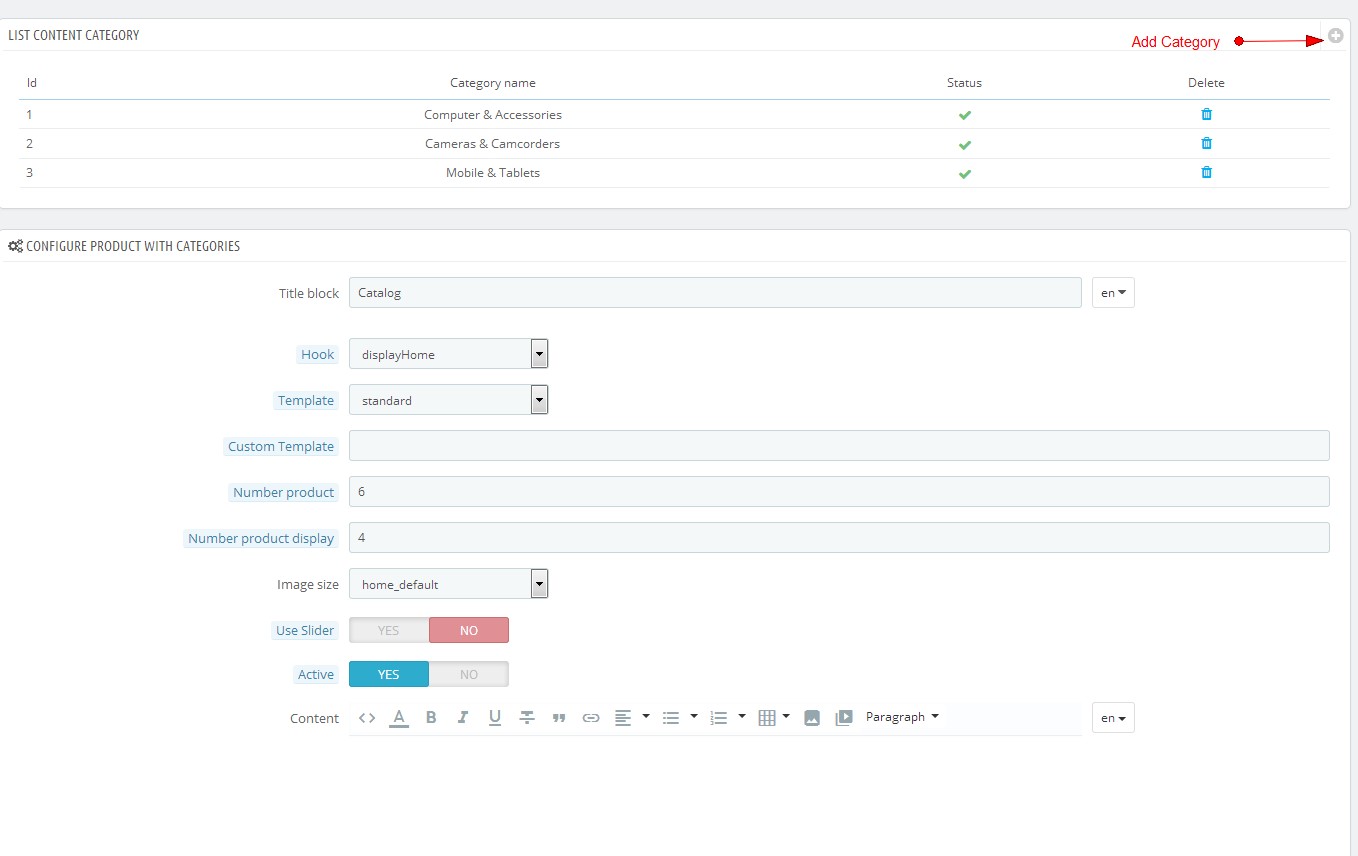 LIST CONTENT CATEGORY
Add Category
Id Category name Status Delete
1 Computer & Accessories
2 Cameras & Camcorders
3 Mobile & Tablets
CONFIGURE PRODUCT WITH CATEGORIES
Title block Catalog en
Hook displayHome
Template standard
Custom Template
Number product 6
Number product display 4
Image size home_default
Use Slider YES NO
Active YES NO
Content A B I U Paragraph en